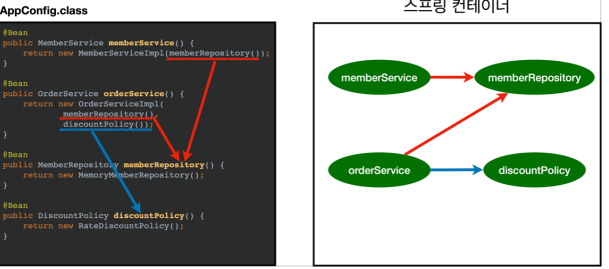 AppConfig.class
@Bean
public MemberService memberService() {
return new MemberServiceImpl(memberRepository());
}
@Bean
public OrderService orderService() {
return new OrderServiceImpl(
memberRepository(),
discountPolicy());
}
@Bean
public MemberRepository memberRepository() {
return new MemoryMemberRepository();
}
@Bean
public DiscountPolicy discountPolicy() {
return new RateDiscountPolicy();
}
스프링 컨테이너
memberService
memberRepository
orderService
discountPolicy